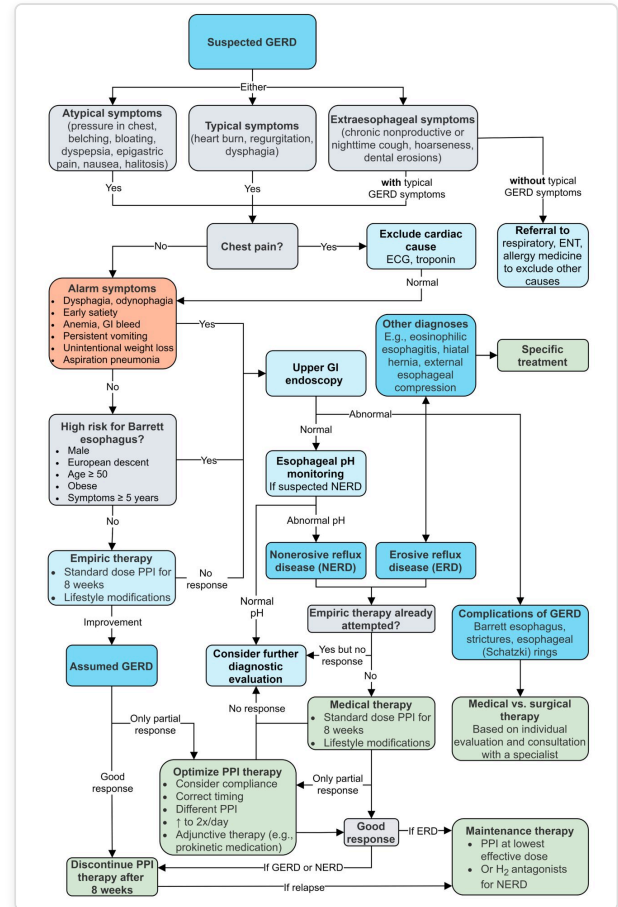 Suspected GERD
Either
Atypical symptoms
(pressure in chest,
belching, bloating,
dyspepsia, epigastric
pain, nausea, halitosis)
Typical symptoms
(heart burn, regurgitation,
dysphagia)
Extraesophageal symptoms
(chronic nonproductive or
nighttime cough, hoarseness,
dental erosions)
Yes
Yes
with typical
GERD symptoms
without typical
GERD symptoms
Chest pain?
No
Yes
Exclude cardiac
cause
ECG, troponin
Referral to
respiratory, ENT,
allergy medicine
to exclude other
causes
Normal
Alarm symptoms
• Dysphagia, odynophagia
• Early satiety
• Anemia, GI bleed
• Persistent vomiting
• Unintentional weight loss
• Aspiration pneumonia
Yes
Other diagnoses
E.g., eosinophilic
esophagitis, hiatal
hernia, external
esophageal
compression
Specific
treatment
Upper GI
endoscopy
No
Abnormal
Normal
High risk for Barrett
esophagus?
• Male
• European descent
• Age ≥ 50
• Obese
• Symptoms ≥ 5 years
Yes
Esophageal pH
monitoring
If suspected NERD
Abnormal pH
No
Empiric therapy
• Standard dose PPI for
8 weeks
• Lifestyle modifications
No
response
Nonerosive reflux
disease (NERD)
Erosive reflux
disease (ERD)
Normal
pH
Empiric therapy already
attempted?
Complications of GERD
Barrett esophagus,
strictures, esophageal
(Schatzki) rings
Improvement
Assumed GERD
Consider further
diagnostic
evaluation
Yes but no
response
No
No response
Medical therapy
• Standard dose PPI for
8 weeks
• Lifestyle modifications
Medical vs. surgical
therapy
Based on individual
evaluation and consultation
with a specialist
Only partial
response
Optimize PPI therapy
• Consider compliance
• Correct timing
• Different PPI
• ↑ to 2x/day
• Adjunctive therapy (e.g.,
prokinetic medication)
Only partial
response
Good
response
Good
response
If ERD
Maintenance therapy
• PPI at lowest
effective dose
• Or H₂ antagonists
for NERD
If GERD or NERD
Discontinue PPI
therapy after
8 weeks
If relapse